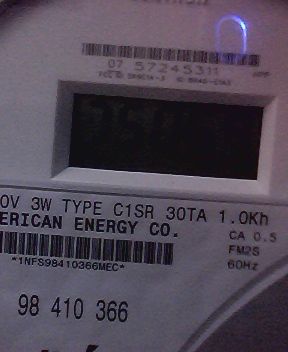 07 57245311
0V 3W TYPE C1SR 30TA 1.0Kh
ERICAN ENERGY CO.
CA 0.5
FM2S
60Hz
*1NFS98410366MEC*
98 410 366